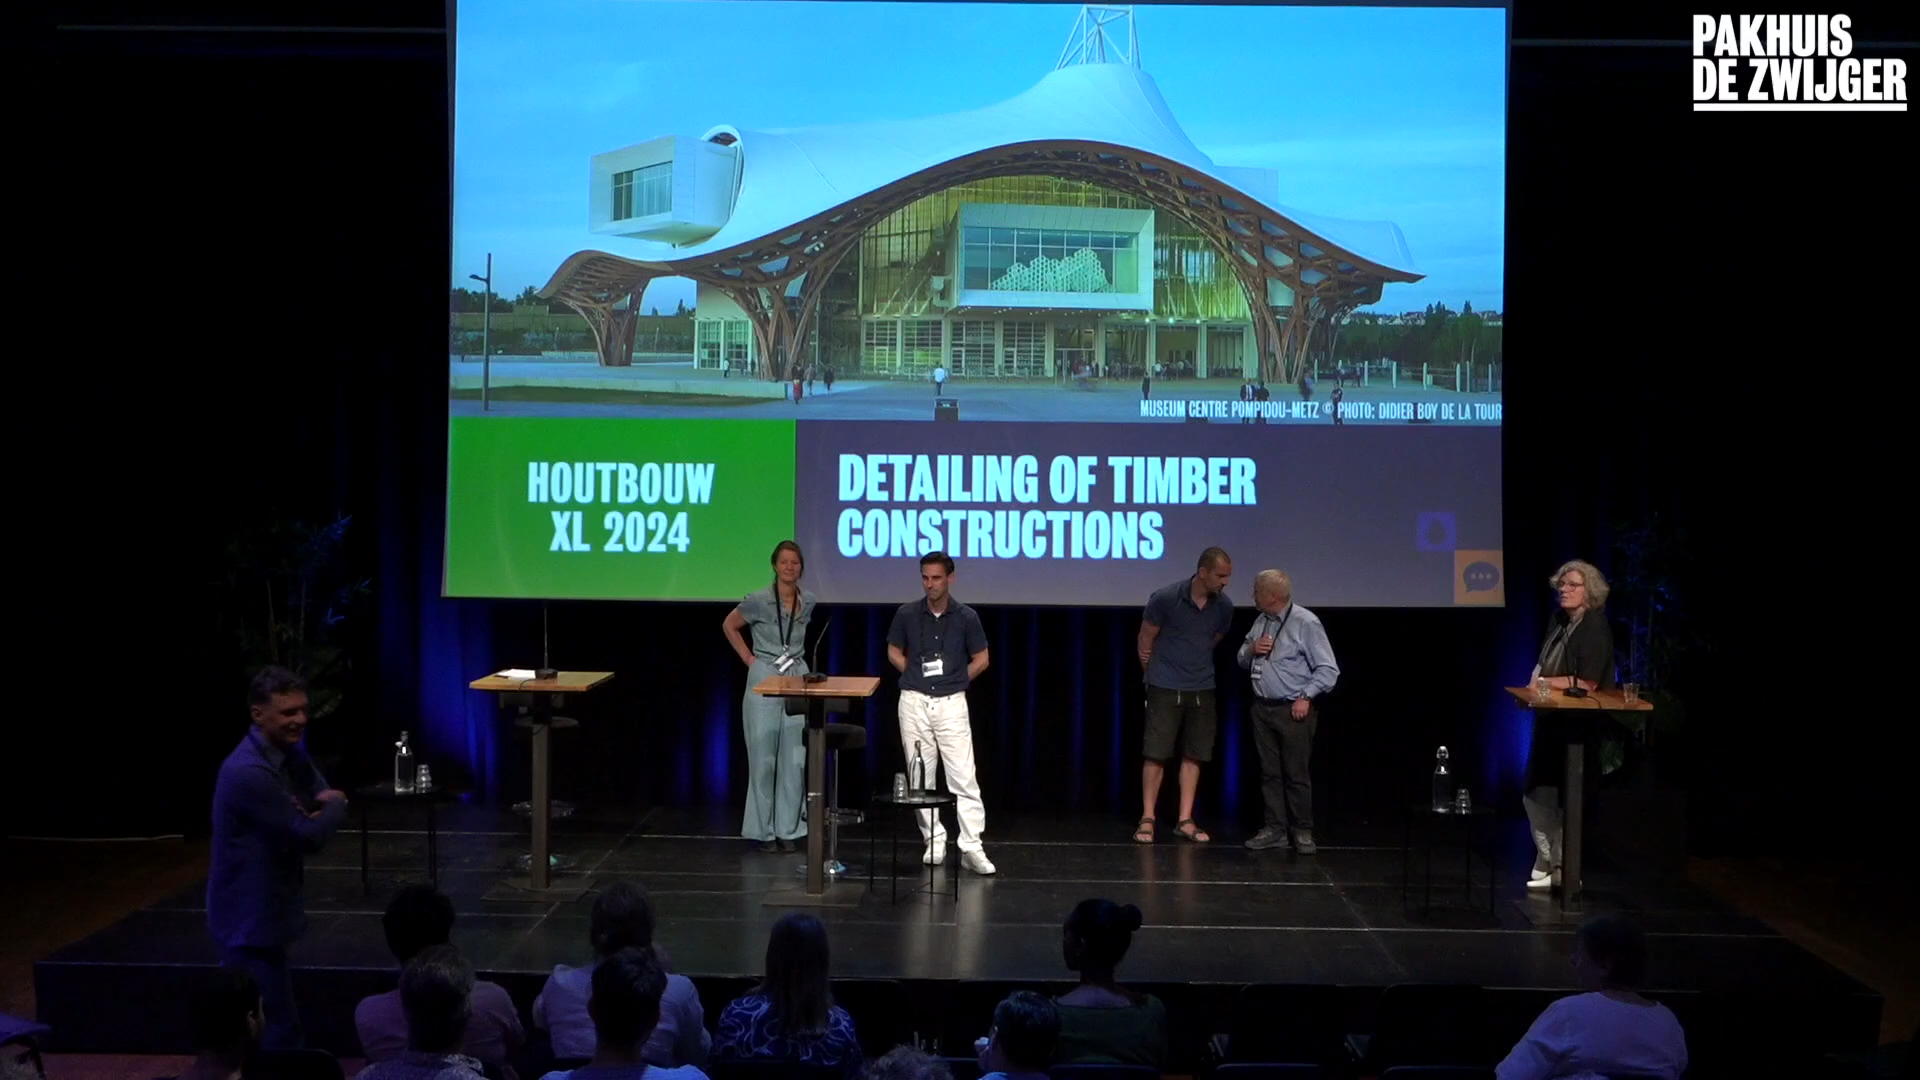 PAKHUIS
DE ZWIJGER
MUSEUM CENTRE POMPIDOU-METZ © PHOTO: DIDIER BOY DE LA TOUR
HOUTBOUW
XL 2024
DETAILING OF TIMBER
CONSTRUCTIONS